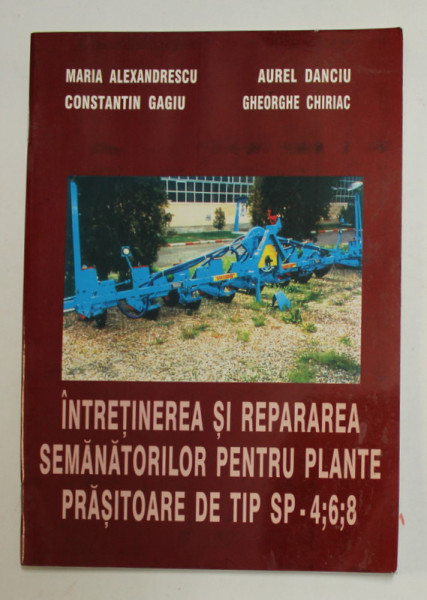 MARIA ALEXANDRESCU AUREL DANCIU
CONSTANTIN GAGIU GHEORGHE CHIRIAC
ÎNTREȚINEREA ȘI REPARAREA
SEMĂNĂTORILOR PENTRU PLANTE
PRĂȘITOARE DE TIP SP - 4;6;8